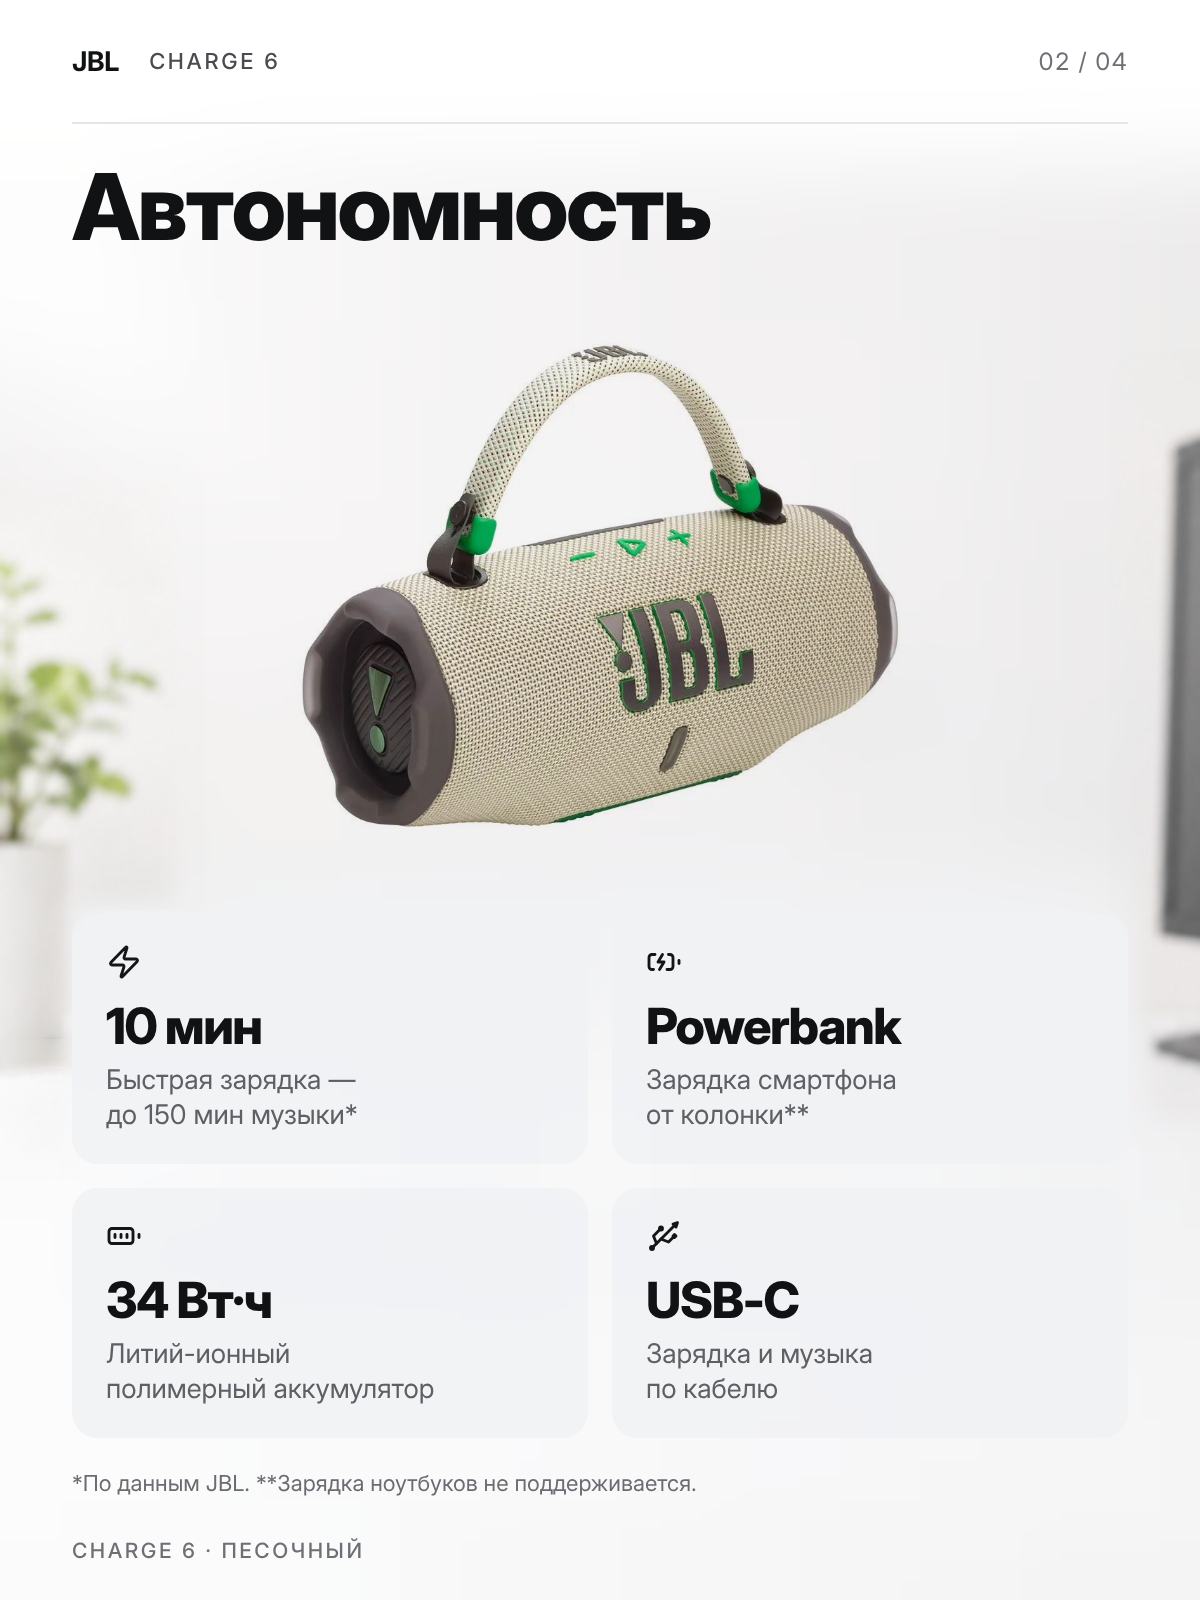 JBL CHARGE 6 02 / 04
Автономность
JBL
JBL
10 мин
Быстрая зарядка —
до 150 мин музыки*
Powerbank
Зарядка смартфона
от колонки**
34 Вт·ч
Литий-ионный
полимерный аккумулятор
USB-C
Зарядка и музыка
по кабелю
*По данным JBL. **Зарядка ноутбуков не поддерживается.
CHARGE 6 · ПЕСОЧНЫЙ